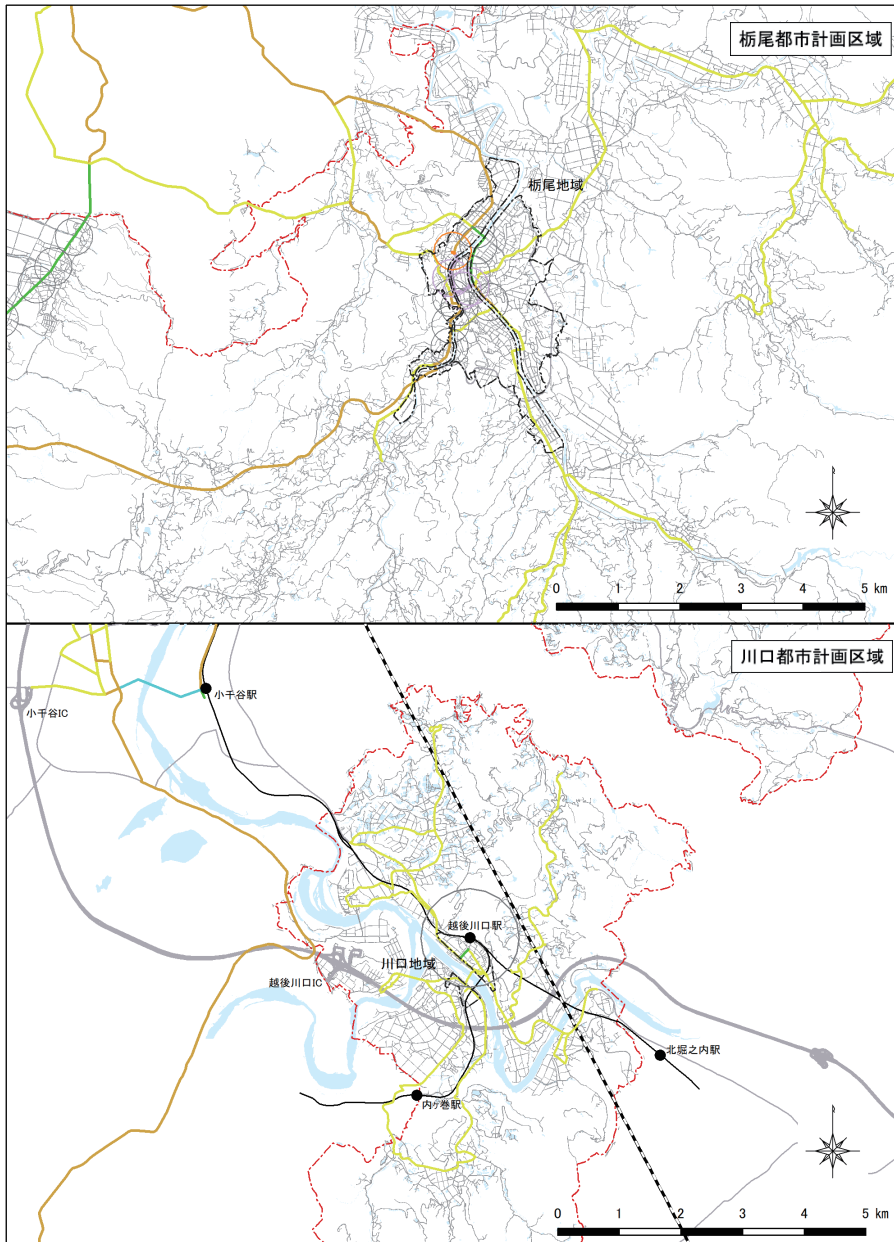 栃尾都市計画区域
栃尾地域
0 1 2 3 4 5 km
川口都市計画区域
小千谷駅
小千谷IC
越後川口駅
川口地域
越後川口IC
北堀之内駅
内ヶ巻駅
0 1 2 3 4 5 km